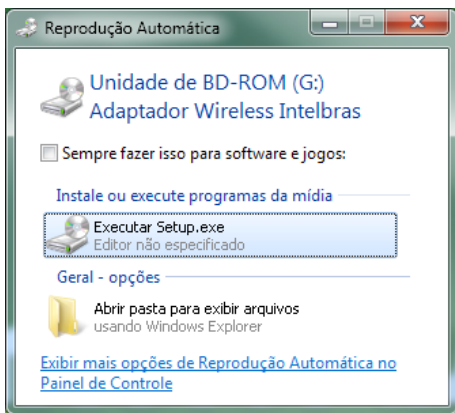 Reprodução Automática
Unidade de BD-ROM (G:)
Adaptador Wireless Intelbras
Sempre fazer isso para software e jogos:
Instale ou execute programas da mídia
Executar Setup.exe
Editor não especificado
Geral - opções
Abrir pasta para exibir arquivos
usando Windows Explorer
Exibir mais opções de Reprodução Automática no
Painel de Controle